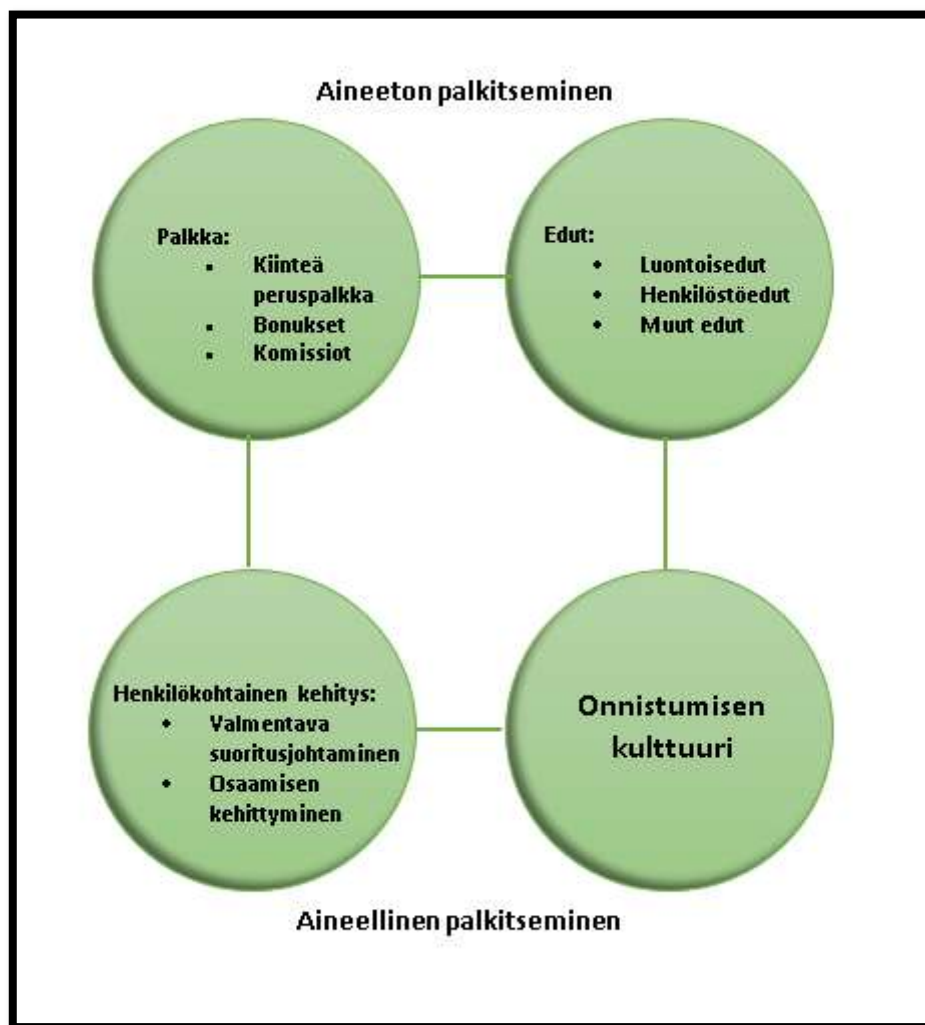 Aineeton palkitseminen
Palkka:
▪ Kiinteä
peruspalkka
▪ Bonukset
▪ Komissiot
Edut:
• Luontoisedut
• Henkilöstöedut
• Muut edut
Henkilökohtainen kehitys:
• Valmentava
suoritusjohtaminen
• Osaamisen
kehittyminen
Onnistumisen
kulttuuri
Aineellinen palkitseminen